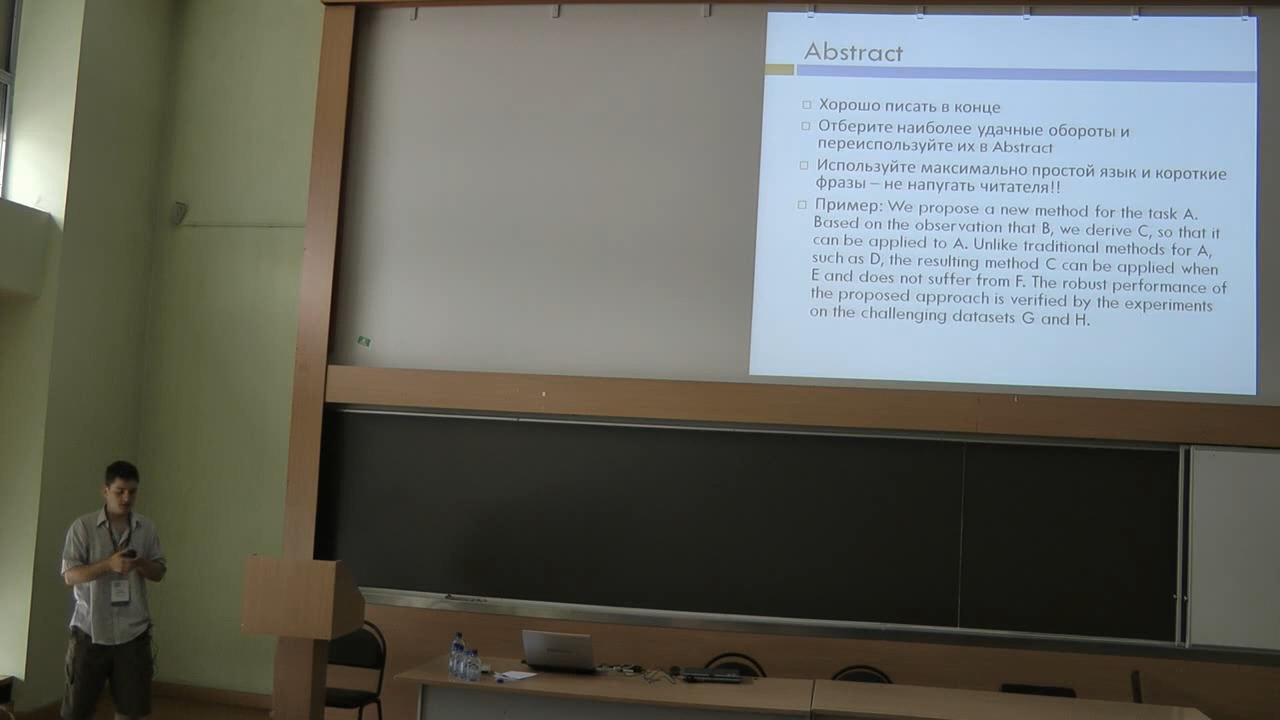 Abstract
Хорошо писать в конце
Отберите наиболее удачные обороты и
переиспользуйте их в Abstract
Используйте максимально простой язык и короткие
фразы – не напугать читателя!!
Пример: We propose a new method for the task A.
Based on the observation that B, we derive C, so that it
can be applied to A. Unlike traditional methods for A,
such as D, the resulting method C can be applied when
E and does not suffer from F. The robust performance of
the proposed approach is verified by the experiments
on the challenging datasets G and H.